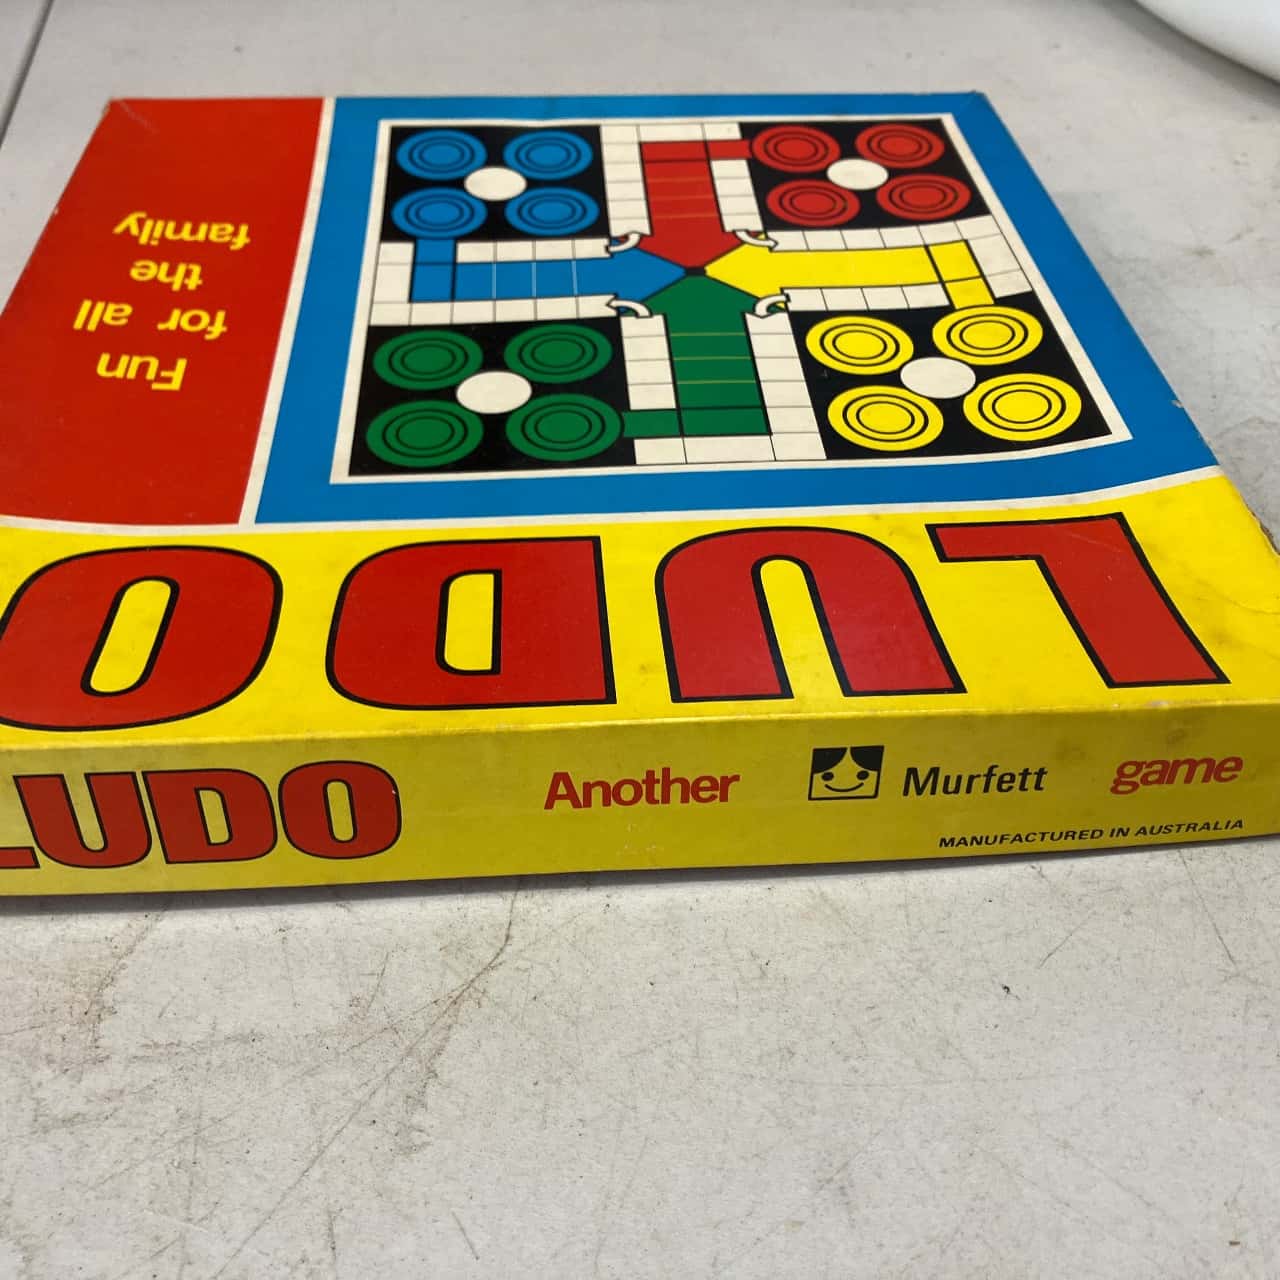 Fun
for all
the
family
LUDO
LUDO
Another Murfett game
MANUFACTURED IN AUSTRALIA